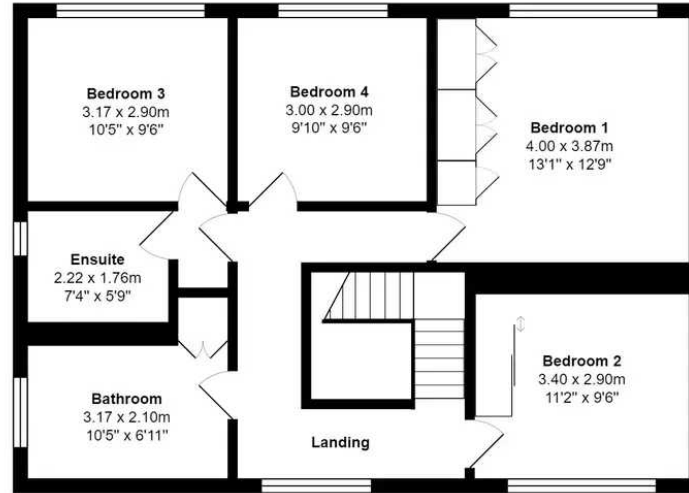 Bedroom 3
3.17 x 2.90m
10'5" x 9'6"
Bedroom 4
3.00 x 2.90m
9'10" x 9'6"
Bedroom 1
4.00 x 3.87m
13'1" x 12'9"
Ensuite
2.22 x 1.76m
7'4" x 5'9"
Bathroom
3.17 x 2.10m
10'5" x 6'11"
Landing
Bedroom 2
3.40 x 2.90m
11'2" x 9'6"